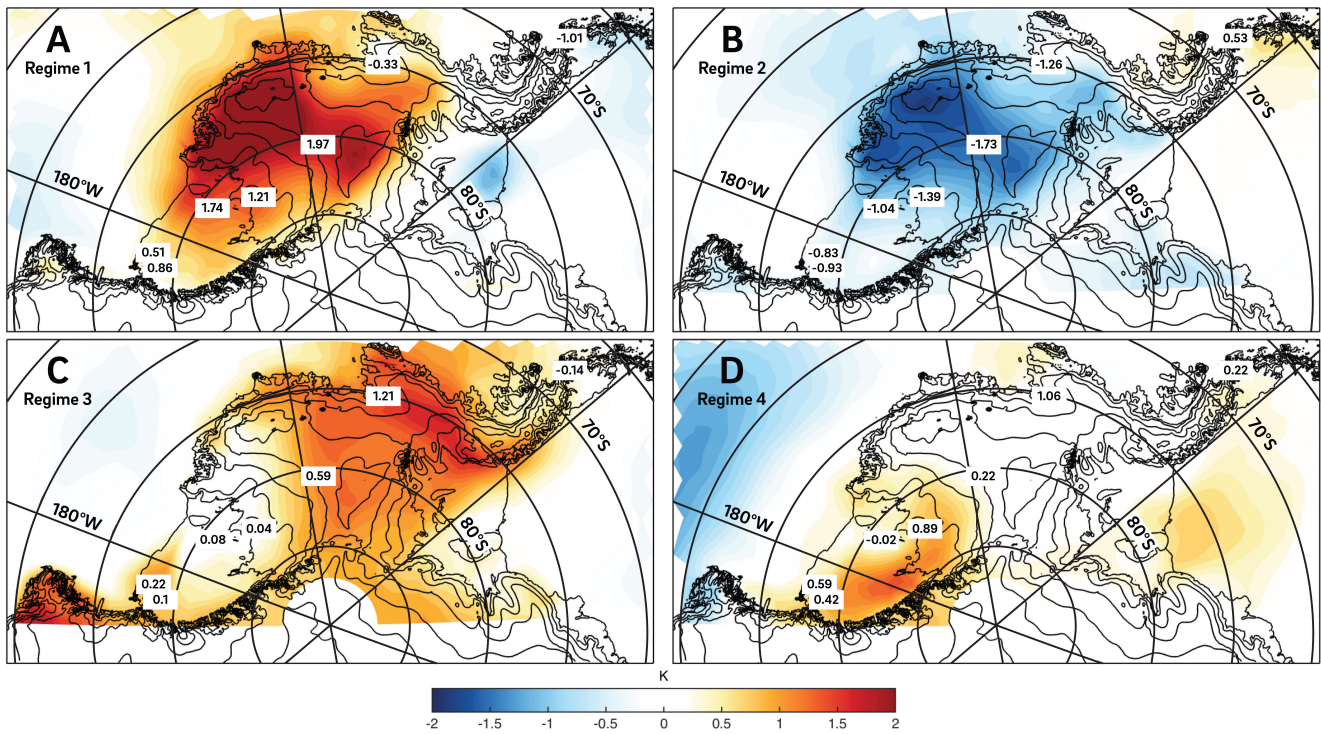 A
Regime 1
-1.01
-0.33
70°S
1.97
180°W
80°S
1.21
1.74
0.51
0.86
B
Regime 2
0.53
-1.26
70°S
-1.73
180°W
80°S
-1.39
-1.04
-0.83
-0.93
C
Regime 3
-0.14
1.21
70°S
0.59
180°W
80°S
0.04
0.08
0.22
0.1
D
Regime 4
0.22
1.06
70°S
0.22
180°W
80°S
0.89
-0.02
0.59
0.42
K
-2 -1.5 -1 -0.5 0 0.5 1 1.5 2